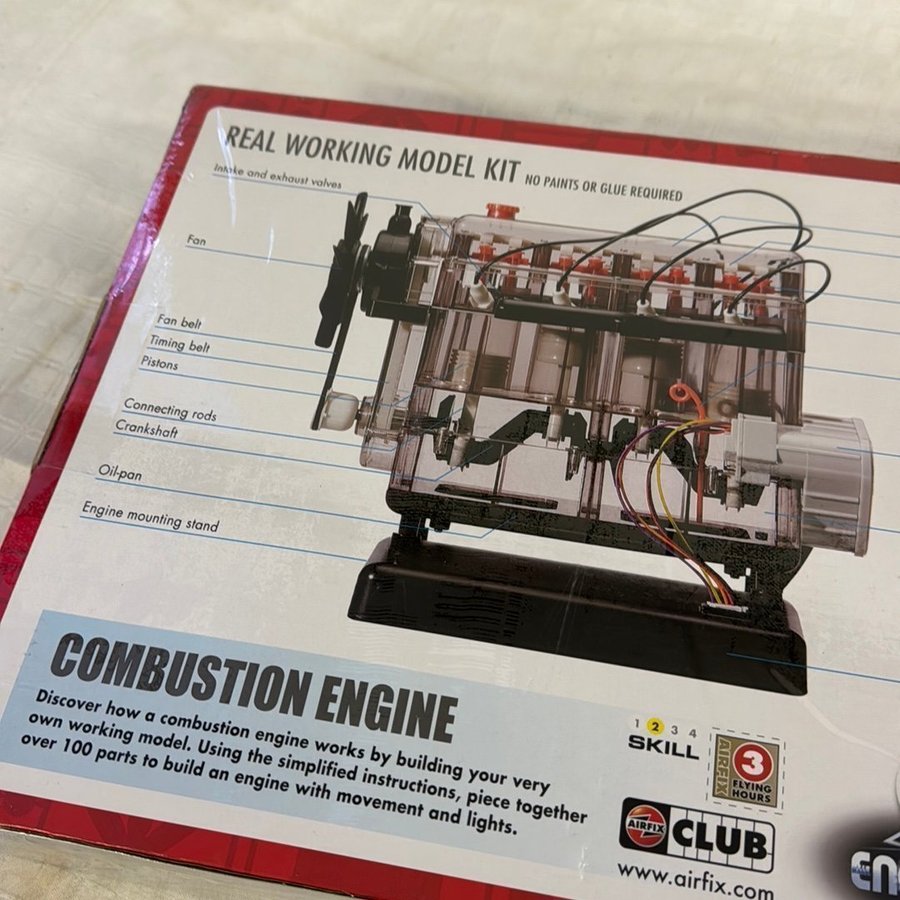 REAL WORKING MODEL KIT NO PAINTS OR GLUE REQUIRED
Intake and exhaust valves
Fan
Fan belt
Timing belt
Pistons
Connecting rods
Crankshaft
Oil-pan
Engine mounting stand
COMBUSTION ENGINE
Discover how a combustion engine works by building your very
own working model. Using the simplified instructions, piece together
over 100 parts to build an engine with movement and lights.
1 2 3 4
SKILL
AIRFIX
3
FLYING
HOURS
AIRFIX CLUB
www.airfix.com